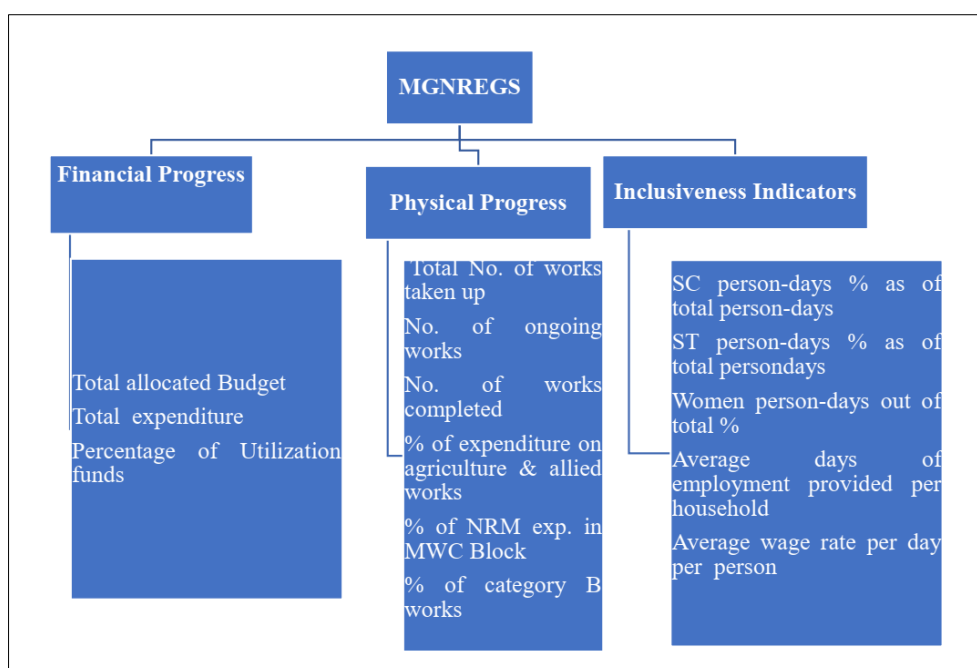 MGNREGS
Financial Progress
Total allocated Budget
Total expenditure
Percentage of Utilization
funds
Physical Progress
Total No. of works
taken up
No. of ongoing
works
No. of works
completed
% of expenditure on
agriculture & allied
works
% of NRM exp. in
MWC Block
% of category B
works
Inclusiveness Indicators
SC person-days % as of
total person-days
ST person-days % as of
total persondays
Women person-days out of
total %
Average days of
employment provided per
household
Average wage rate per day
per person